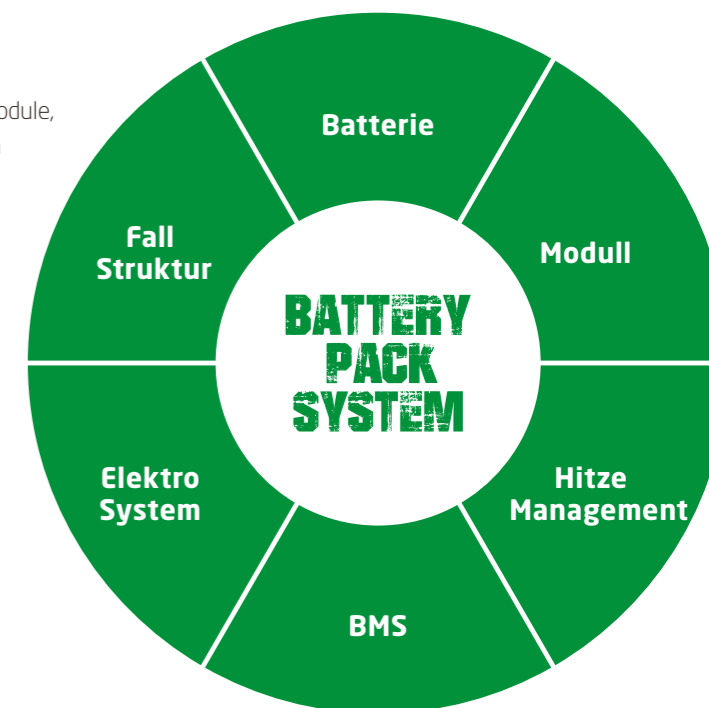 odule,
Batterie
Fall
Struktur
Modull
BATTERY
PACK
SYSTEM
Elektro
System
Hitze
Management
BMS